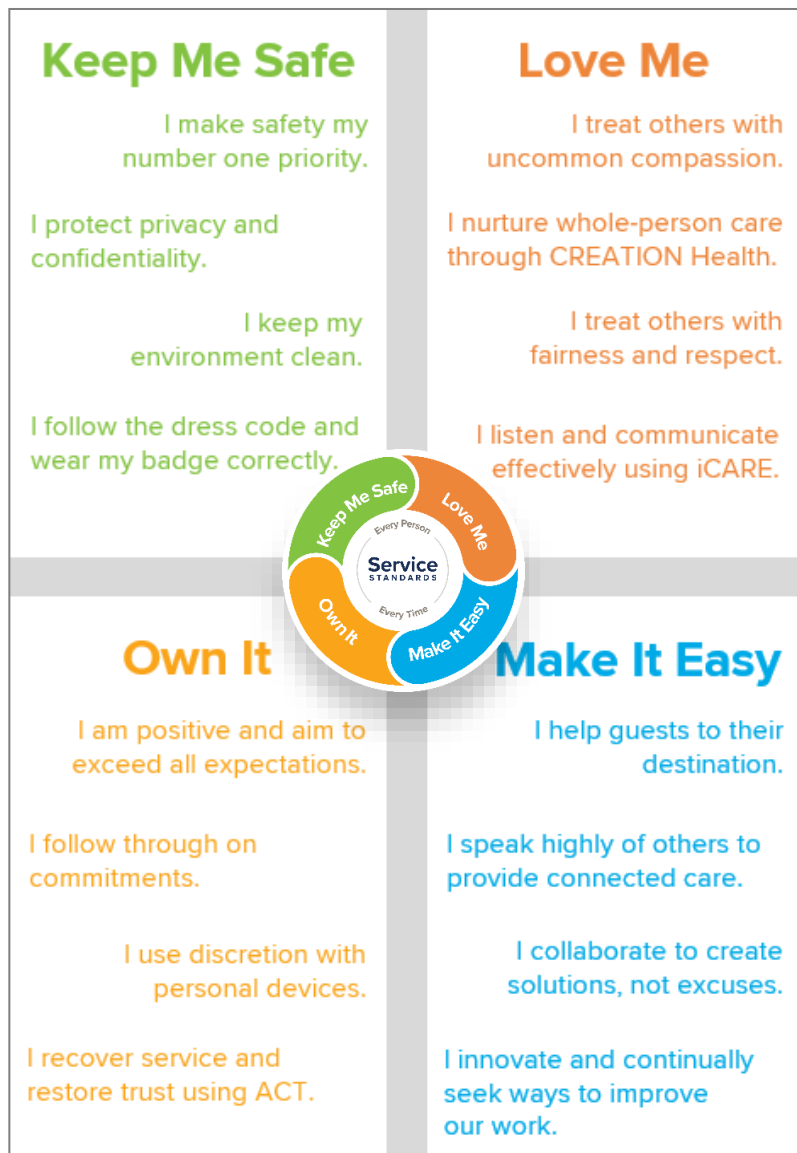 Keep Me Safe
I make safety my
number one priority.
I protect privacy and
confidentiality.
I keep my
environment clean.
I follow the dress code and
wear my badge correctly.
Love Me
I treat others with
uncommon compassion.
I nurture whole-person care
through CREATION Health.
I treat others with
fairness and respect.
I listen and communicate
effectively using iCARE.
Keep Me Safe
Love Me
Every Person
Service
STANDARDS
Every Time
Own It
Make It Easy
Own It
I am positive and aim to
exceed all expectations.
I follow through on
commitments.
I use discretion with
personal devices.
I recover service and
restore trust using ACT.
Make It Easy
I help guests to their
destination.
I speak highly of others to
provide connected care.
I collaborate to create
solutions, not excuses.
I innovate and continually
seek ways to improve
our work.